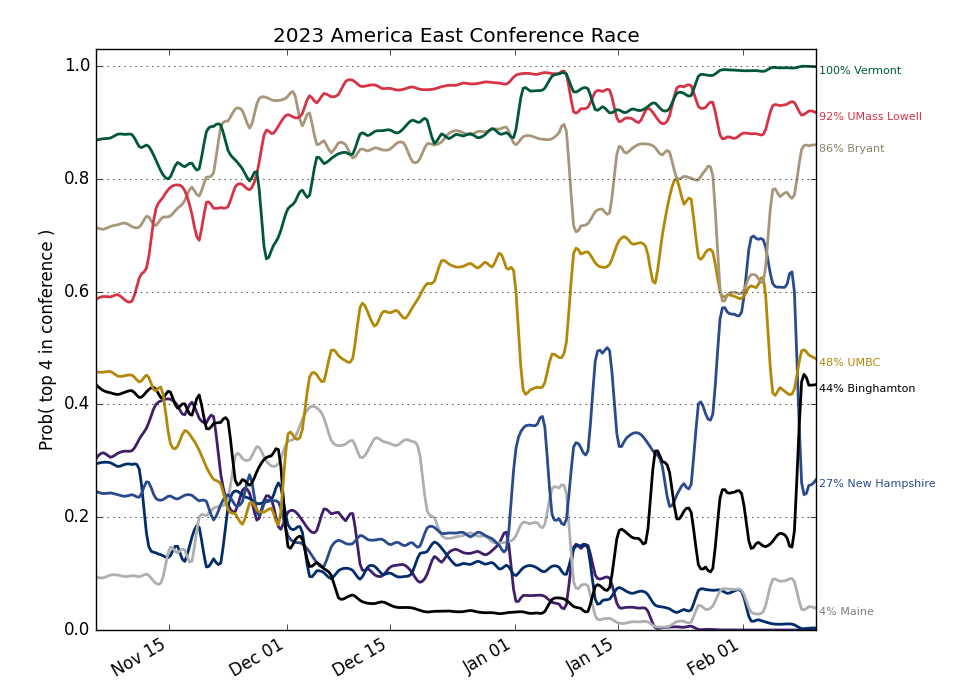 2023 America East Conference Race
Prob( top 4 in conference )
1.0
0.8
0.6
0.4
0.2
0.0
Nov 15
Dec 01
Dec 15
Jan 01
Jan 15
Feb 01
100% Vermont
92% UMass Lowell
86% Bryant
48% UMBC
44% Binghamton
27% New Hampshire
4% Maine